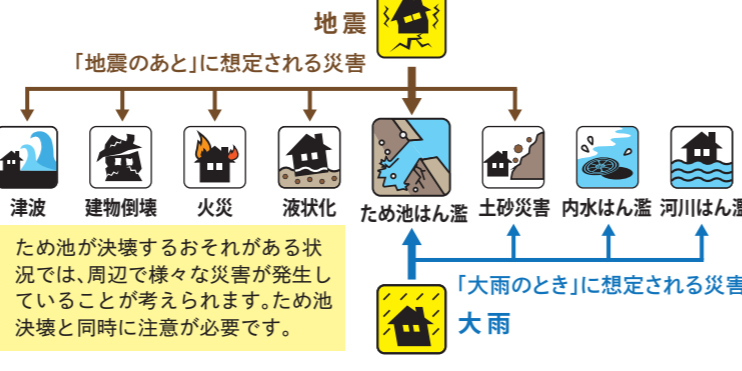 地震
「地震のあと」に想定される災害
津波 建物倒壊 火災 液状化 ため池はん濫 土砂災害 内水はん濫 河川はん濫
ため池が決壊するおそれがある状
況では、周辺で様々な災害が発生し
ていることが考えられます。ため池
決壊と同時に注意が必要です。
「大雨のとき」に想定される災害
大雨